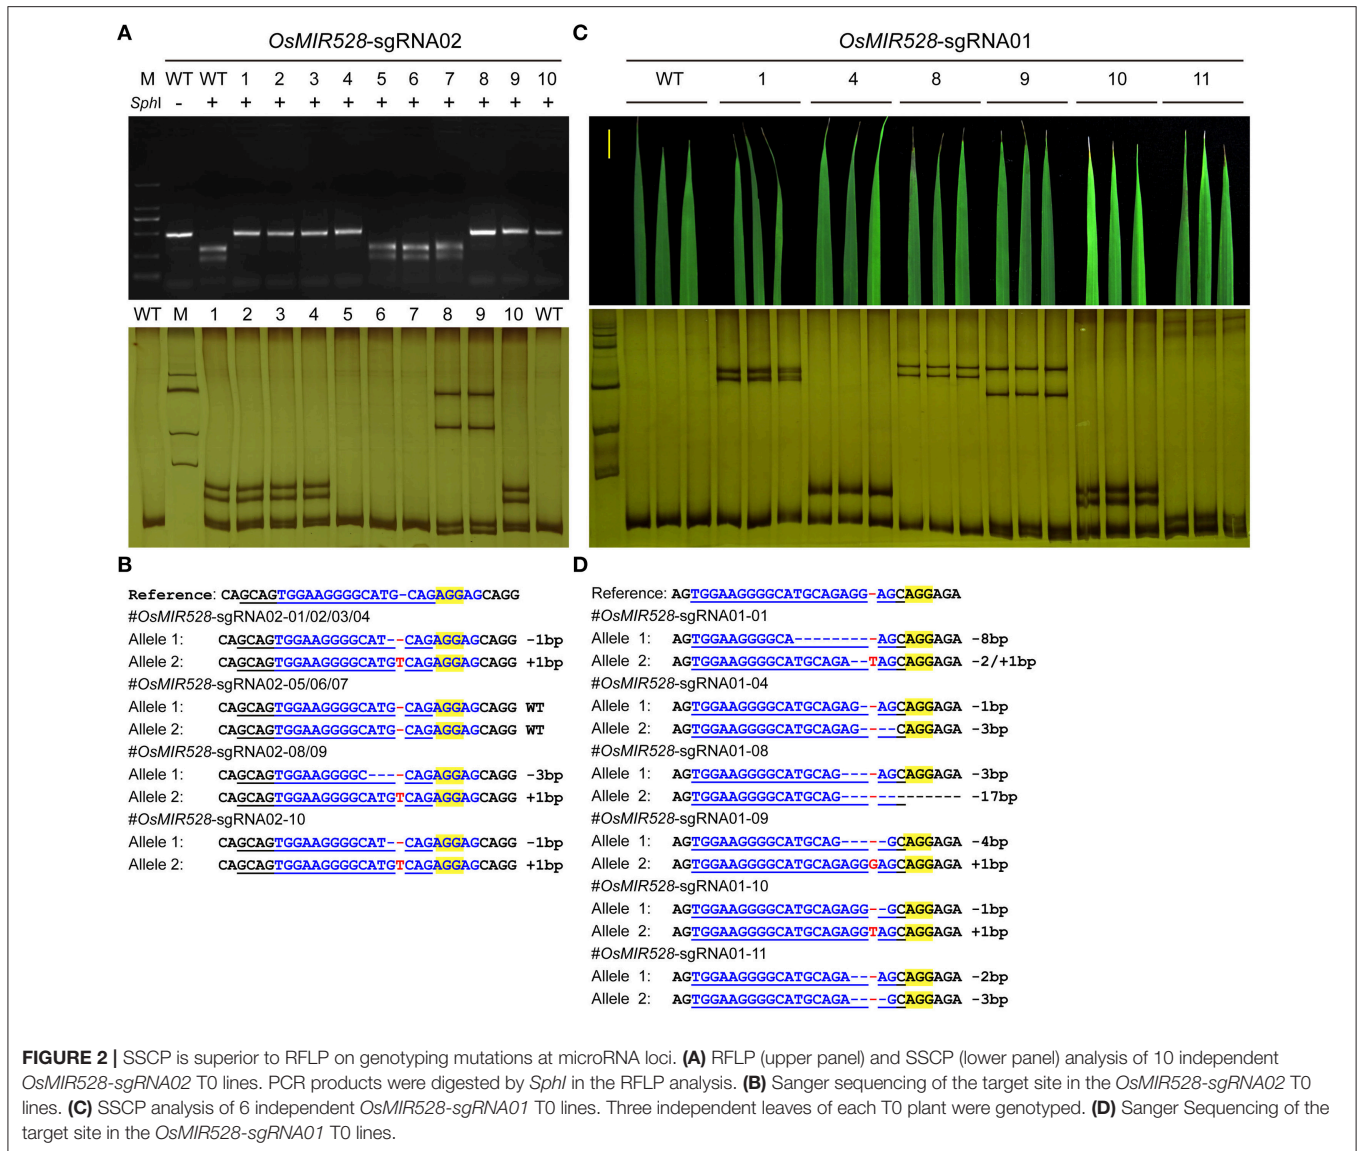 A
OsMIR528-sgRNA02
M WT WT 1 2 3 4 5 6 7 8 9 10
SphI - + + + + + + + + + + +
WT M 1 2 3 4 5 6 7 8 9 10 WT
B
Reference: CAGCAGTGGAAGGGGCATG-CAGAGGAGCAGG
#OsMIR528-sgRNA02-01/02/03/04
Allele 1: CAGCAGTGGAAGGGGCAT--CAGAGGAGCAGG -1bp
Allele 2: CAGCAGTGGAAGGGGCATGTCAGAGGAGCAGG +1bp
#OsMIR528-sgRNA02-05/06/07
Allele 1: CAGCAGTGGAAGGGGCATG-CAGAGGAGCAGG WT
Allele 2: CAGCAGTGGAAGGGGCATG-CAGAGGAGCAGG WT
#OsMIR528-sgRNA02-08/09
Allele 1: CAGCAGTGGAAGGGGC----CAGAGGAGCAGG -3bp
Allele 2: CAGCAGTGGAAGGGGCATGTCAGAGGAGCAGG +1bp
#OsMIR528-sgRNA02-10
Allele 1: CAGCAGTGGAAGGGGCAT--CAGAGGAGCAGG -1bp
Allele 2: CAGCAGTGGAAGGGGCATGTCAGAGGAGCAGG +1bp
C
OsMIR528-sgRNA01
WT 1 4 8 9 10 11
D
Reference: AGTGGAAGGGGCATGCAGAGG-AGCAGGAGA
#OsMIR528-sgRNA01-01
Allele 1: AGTGGAAGGGGCA---------AGCAGGAGA -8bp
Allele 2: AGTGGAAGGGGCATGCAGA--TAGCAGGAGA -2/+1bp
#OsMIR528-sgRNA01-04
Allele 1: AGTGGAAGGGGCATGCAGAG--AGCAGGAGA -1bp
Allele 2: AGTGGAAGGGGCATGCAGAG----CAGGAGA -3bp
#OsMIR528-sgRNA01-08
Allele 1: AGTGGAAGGGGCATGCAG----AGCAGGAGA -3bp
Allele 2: AGTGGAAGGGGCATGCAG------------- -17bp
#OsMIR528-sgRNA01-09
Allele 1: AGTGGAAGGGGCATGCAG-----GCAGGAGA -4bp
Allele 2: AGTGGAAGGGGCATGCAGAGGGAGCAGGAGA +1bp
#OsMIR528-sgRNA01-10
Allele 1: AGTGGAAGGGGCATGCAGAGG--GCAGGAGA -1bp
Allele 2: AGTGGAAGGGGCATGCAGAGGTAGCAGGAGA +1bp
#OsMIR528-sgRNA01-11
Allele 1: AGTGGAAGGGGCATGCAGA---AGCAGGAGA -2bp
Allele 2: AGTGGAAGGGGCATGCAGA----GCAGGAGA -3bp
FIGURE 2 | SSCP is superior to RFLP on genotyping mutations at microRNA loci. (A) RFLP (upper panel) and SSCP (lower panel) analysis of 10 independent
OsMIR528-sgRNA02 T0 lines. PCR products were digested by SphI in the RFLP analysis. (B) Sanger sequencing of the target site in the OsMIR528-sgRNA02 T0
lines. (C) SSCP analysis of 6 independent OsMIR528-sgRNA01 T0 lines. Three independent leaves of each T0 plant were genotyped. (D) Sanger Sequencing of the
target site in the OsMIR528-sgRNA01 T0 lines.